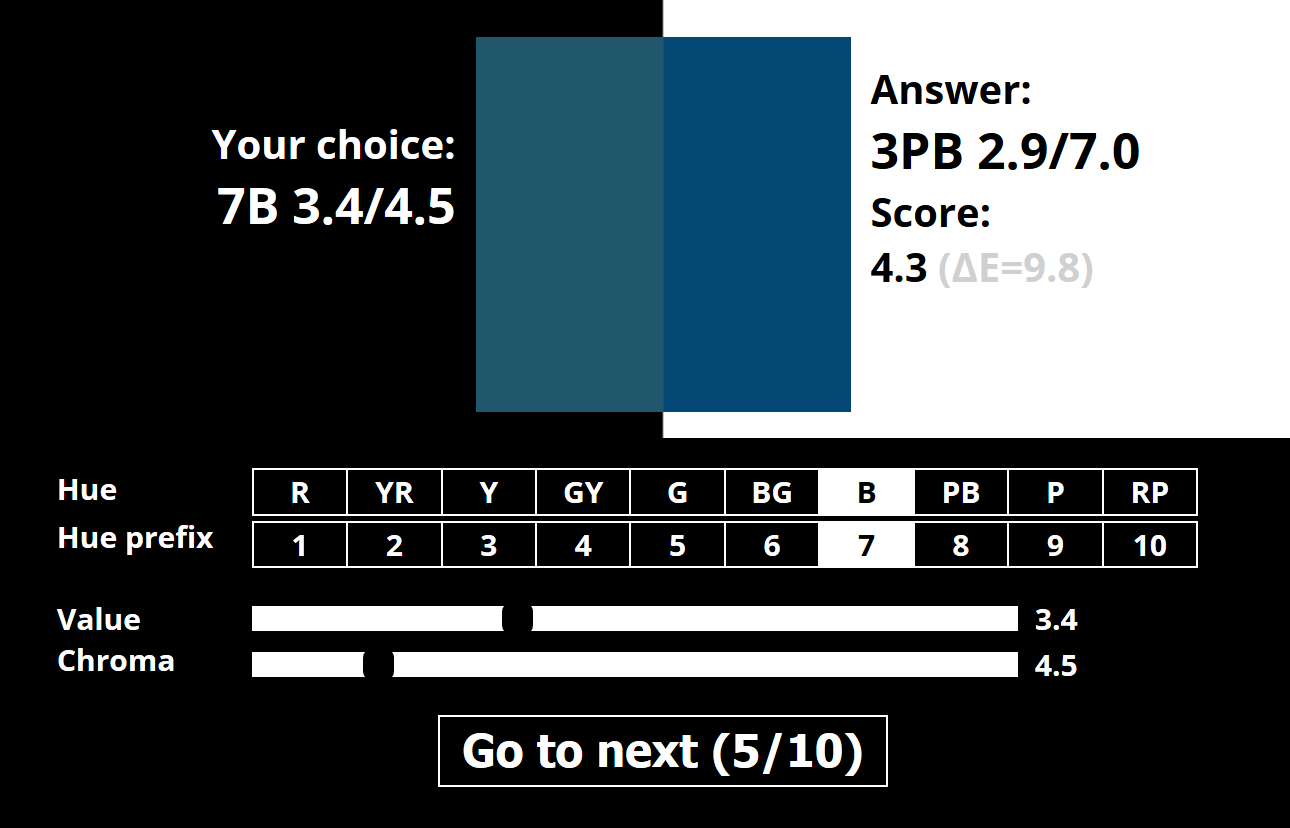 Your choice:
7B 3.4/4.5
Answer:
3PB 2.9/7.0
Score:
4.3 (ΔE=9.8)
Hue
R YR Y GY G BG B PB P RP
Hue prefix
1 2 3 4 5 6 7 8 9 10
Value
3.4
Chroma
4.5
Go to next (5/10)